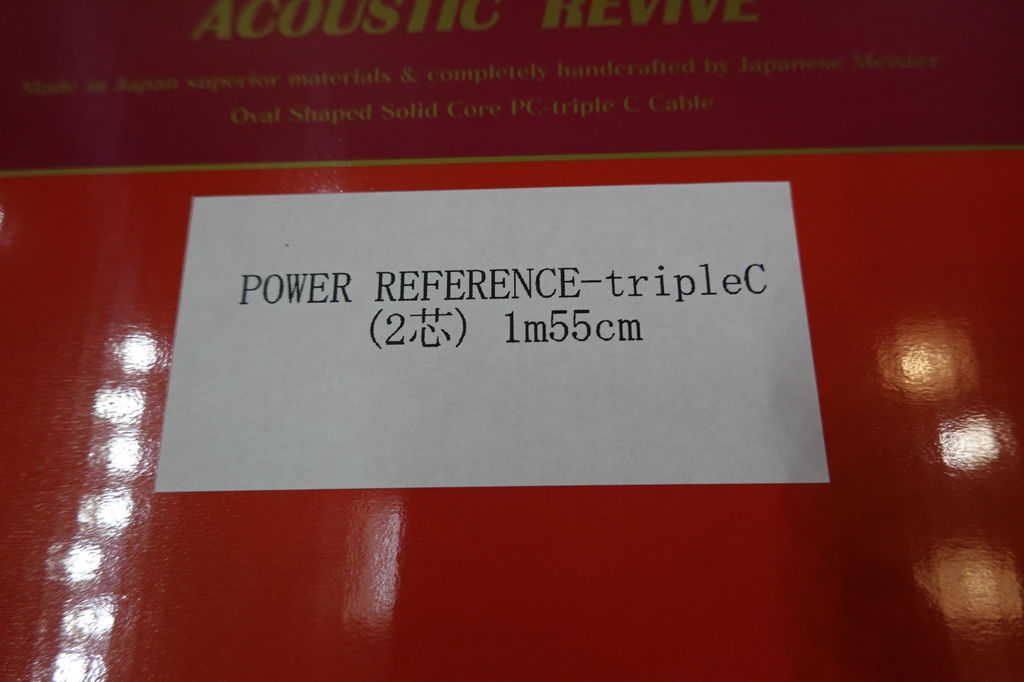 ACOUSTIC REVIVE
Made in Japan superior materials & completely handcrafted by Japanese Meister
Oval Shaped Solid Core PC-triple C Cable
POWER REFERENCE-tripleC
(2芯) 1m55cm